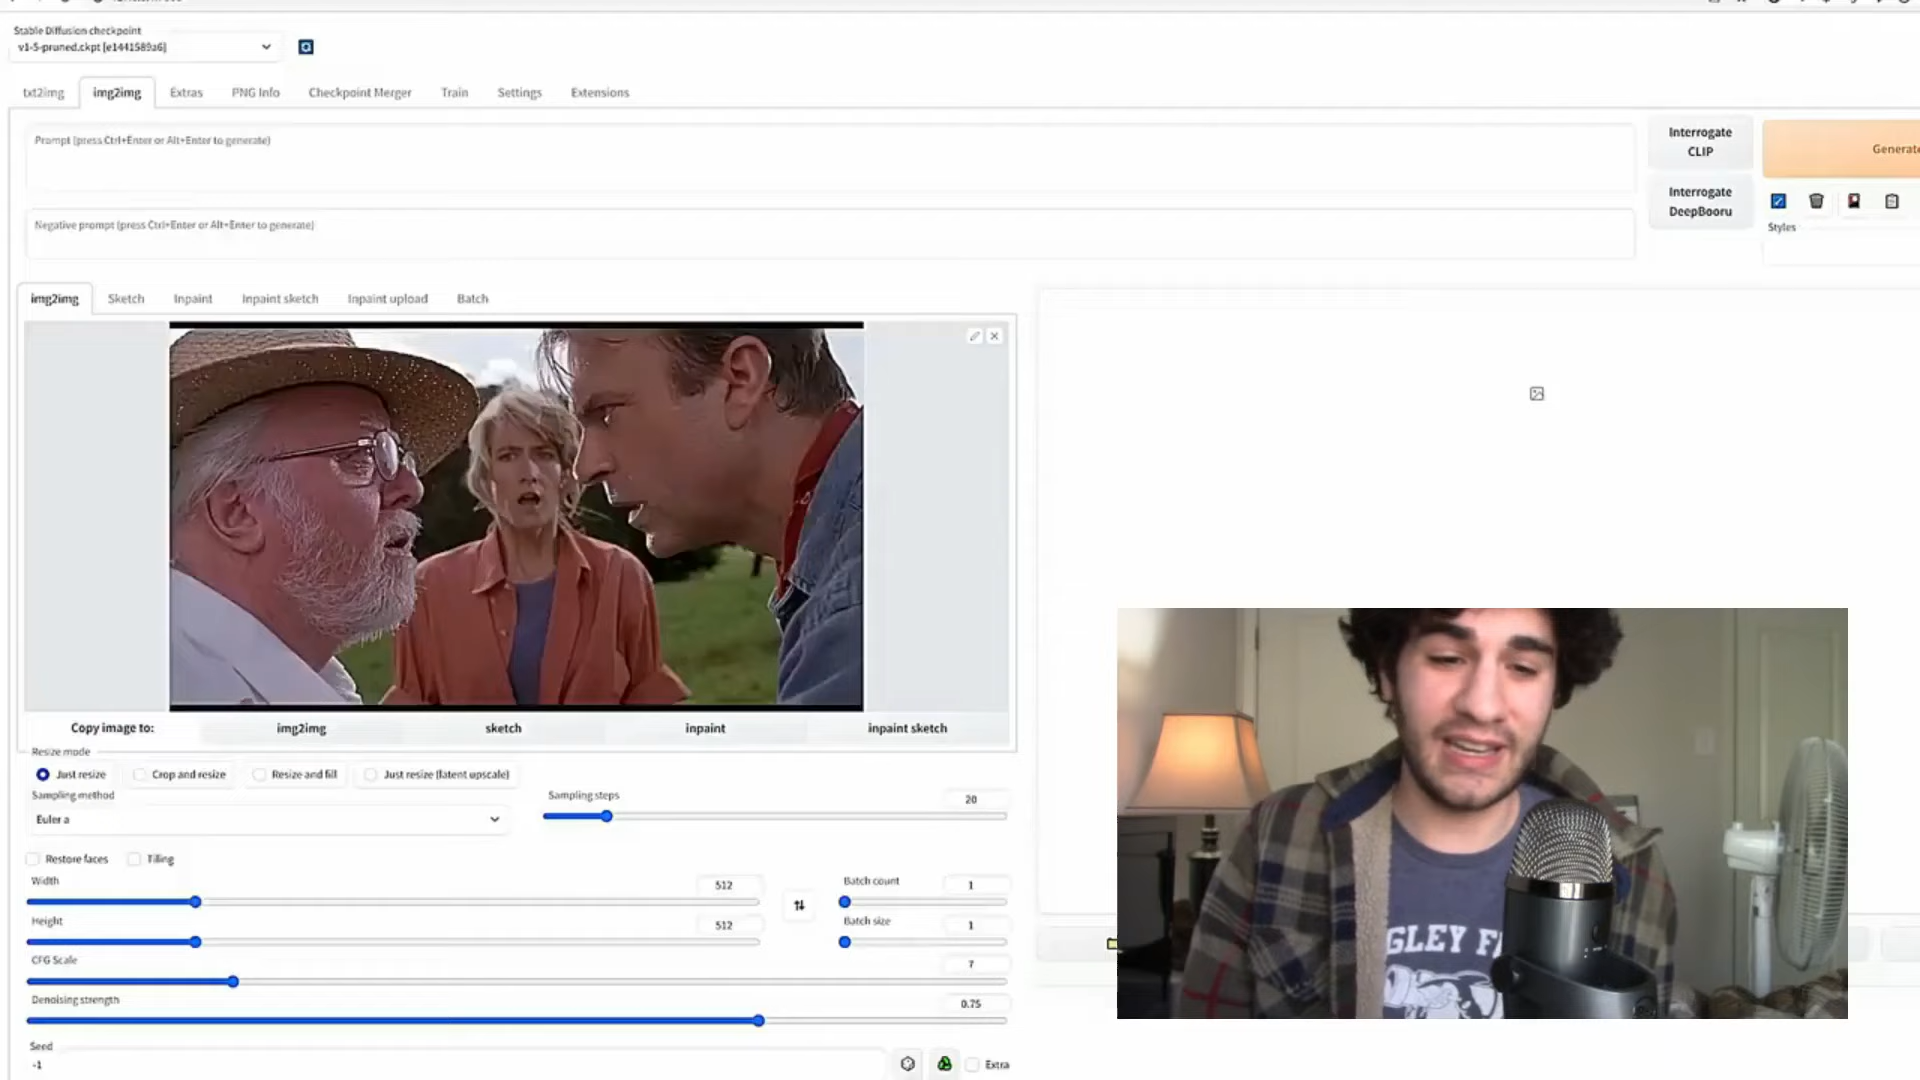 Stable Diffusion checkpoint
v1-5-pruned.ckpt [e1441589a6]
txt2img img2img Extras PNG Info Checkpoint Merger Train Settings Extensions
Prompt (press Ctrl+Enter or Alt+Enter to generate)
Negative prompt (press Ctrl+Enter or Alt+Enter to generate)
Interrogate
CLIP
Generate
Interrogate
DeepBooru
Styles
img2img Sketch Inpaint Inpaint sketch Inpaint upload Batch
Copy image to: img2img sketch inpaint inpaint sketch
Resize mode
Just resize Crop and resize Resize and fill Just resize (latent upscale)
Sampling method
Euler a
Sampling steps 20
Restore faces Tiling
Width 512
Batch count 1
Height 512
Batch size 1
CFG Scale 7
Denoising strength 0.75
Seed
-1
Extra
GLEY F